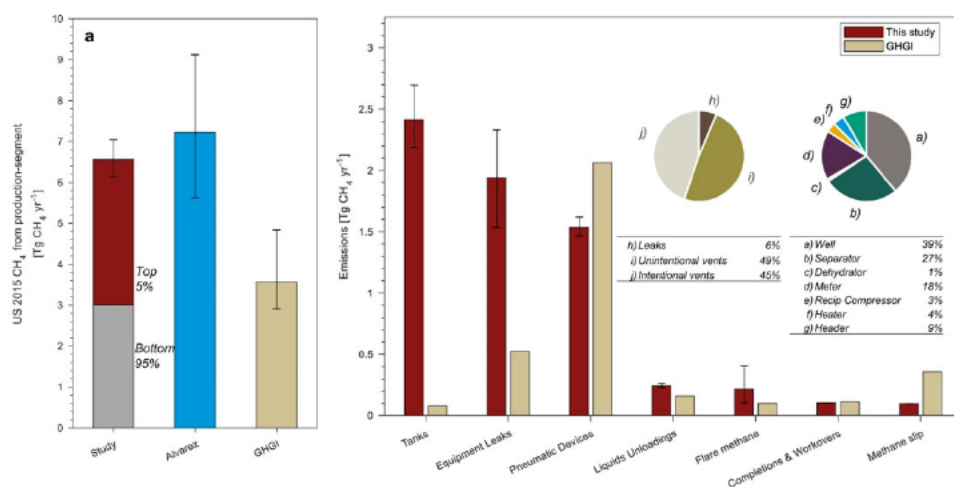 a
US 2015 CH4 from production-segment
[Tg CH4 yr-1]
10
9
8
7
6
5
4
3
2
1
0
Top
5%
Bottom
95%
Study
Alvarez
GHGI
Emissions [Tg CH4 yr-1]
3
2.5
2
1.5
1
0.5
0
This study
GHGI
h)
j)
i)
h) Leaks 6%
i) Unintentional vents 49%
j) Intentional vents 45%
g)
f)
e)
d)
c)
b)
a)
a) Well 39%
b) Separator 27%
c) Dehydrator 1%
d) Meter 18%
e) Recip Compressor 3%
f) Heater 4%
g) Header 9%
Tanks
Equipment Leaks
Pneumatic Devices
Liquids Unloadings
Flare methane
Completions & Workovers
Methane slip